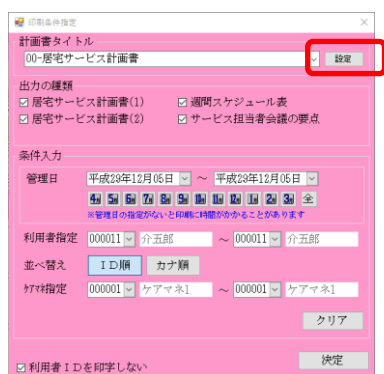 印刷条件指定
計画書タイトル
00-居宅サービス計画書 設定
出力の種類
居宅サービス計画書(1) 週間スケジュール表
居宅サービス計画書(2) サービス担当者会議の要点
条件入力
管理日 平成29年12月05日 ～ 平成29年12月05日
4月 5月 6月 7月 8月 9月 10月 11月 12月 1月 2月 3月 全
※管理日の指定がないと印刷に時間がかかることがあります
利用者指定 000011 介五郎 ～ 000011 介五郎
並べ替え ＩＤ順 カナ順
ｹｱﾏﾈ指定 000001 ケアマネ1 ～ 000001 ケアマネ1
クリア
利用者ＩＤを印字しない 決定